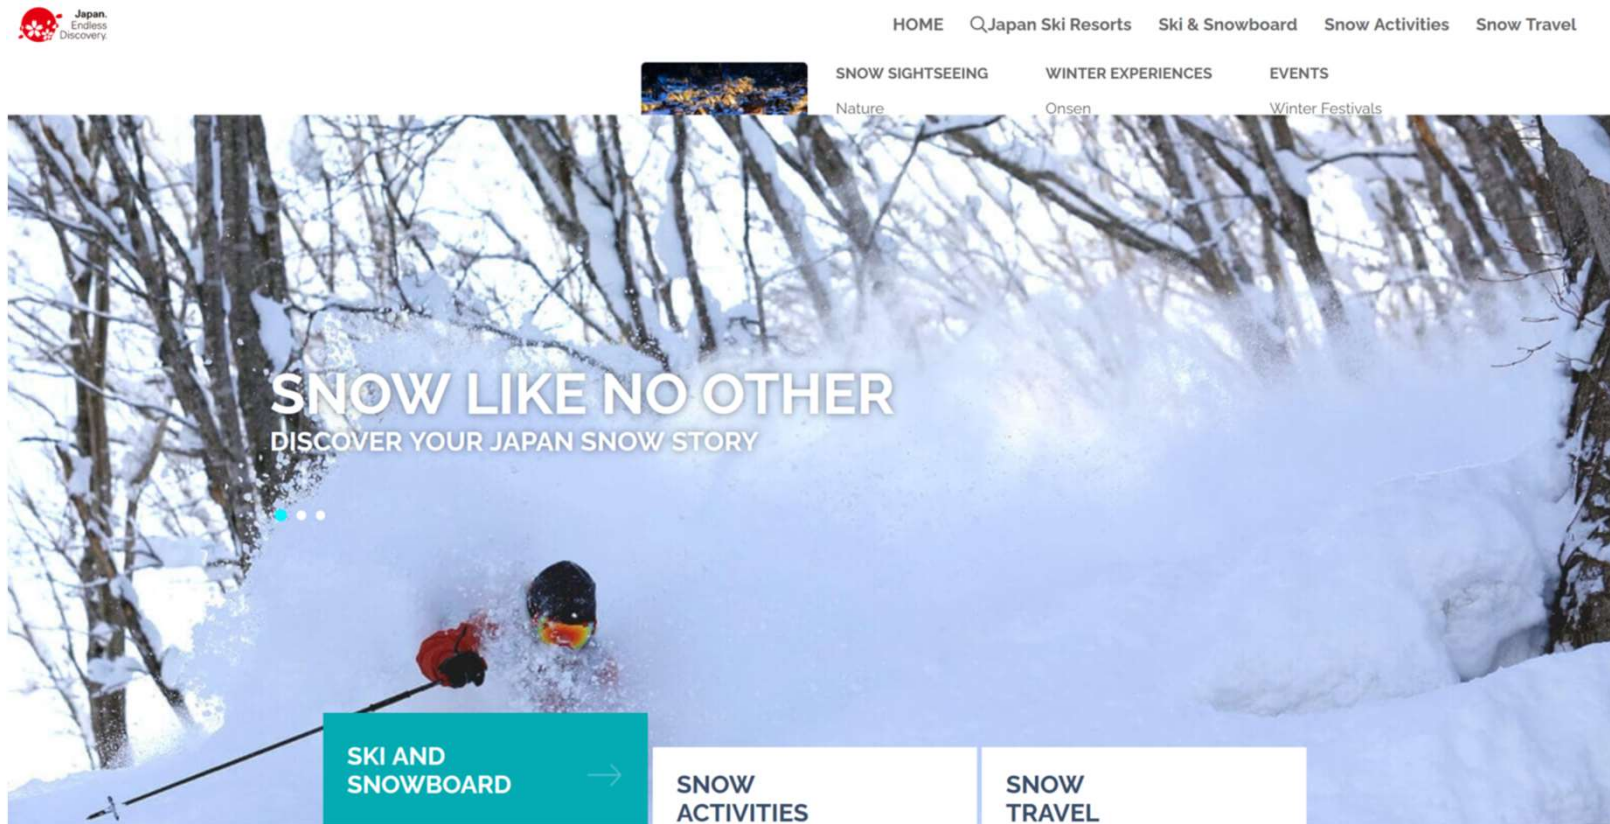 Japan.
Endless
Discovery.
HOME
Japan Ski Resorts
Ski & Snowboard
Snow Activities
Snow Travel
SNOW SIGHTSEEING
WINTER EXPERIENCES
EVENTS
Nature
Onsen
Winter Festivals
SNOW LIKE NO OTHER
DISCOVER YOUR JAPAN SNOW STORY
SKI AND
SNOWBOARD
SNOW
ACTIVITIES
SNOW
TRAVEL